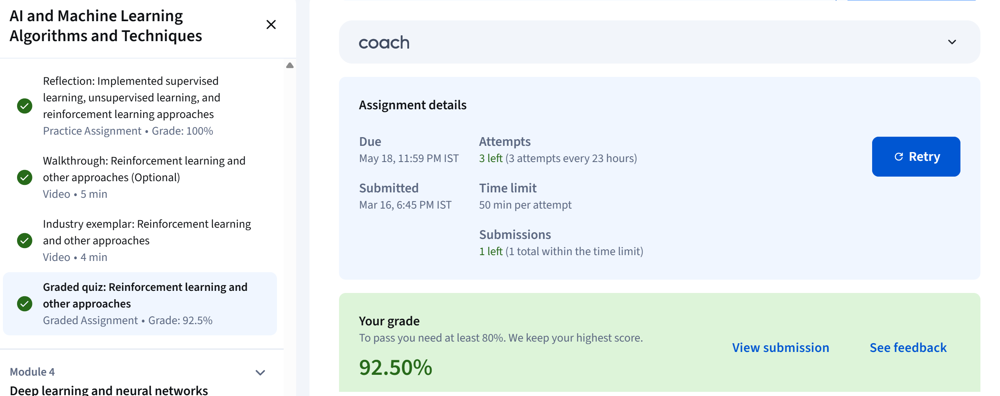 AI and Machine Learning
Algorithms and Techniques
Reflection: Implemented supervised
learning, unsupervised learning, and
reinforcement learning approaches
Practice Assignment • Grade: 100%
Walkthrough: Reinforcement learning and
other approaches (Optional)
Video • 5 min
Industry exemplar: Reinforcement learning
and other approaches
Video • 4 min
Graded quiz: Reinforcement learning and
other approaches
Graded Assignment • Grade: 92.5%
Module 4
Deep learning and neural networks
coach
Assignment details
Due
May 18, 11:59 PM IST
Attempts
3 left (3 attempts every 23 hours)
Retry
Submitted
Mar 16, 6:45 PM IST
Time limit
50 min per attempt
Submissions
1 left (1 total within the time limit)
Your grade
To pass you need at least 80%. We keep your highest score.
92.50%
View submission
See feedback